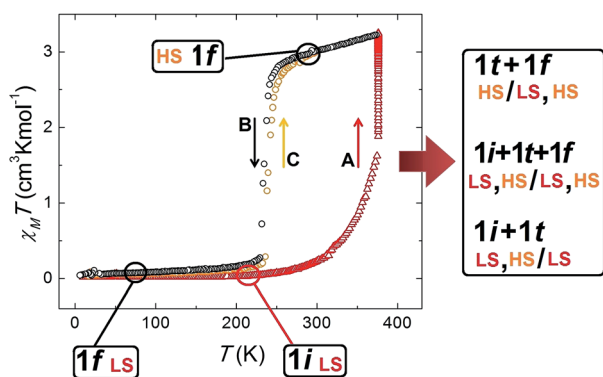 HS 1f
3
2
1
0
χMT (cm³Kmol⁻¹)
B
C
A
0
100
200
300
400
T (K)
1f LS
1i LS
1t+1f
HS/LS, HS
1i+1t+1f
LS,HS/LS,HS
1i+1t
LS,HS/LS